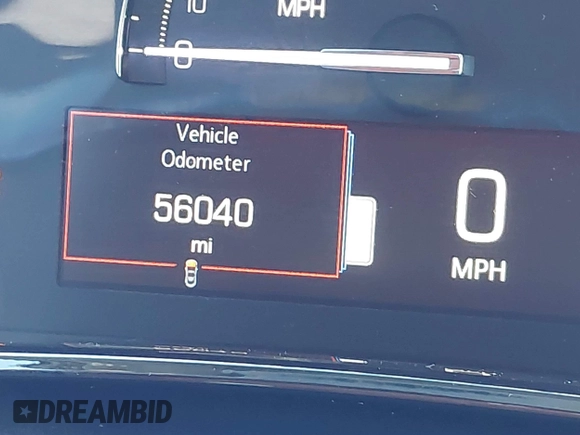 10
MPH
0
Vehicle
Odometer
56040
mi
0
MPH
DREAMBID